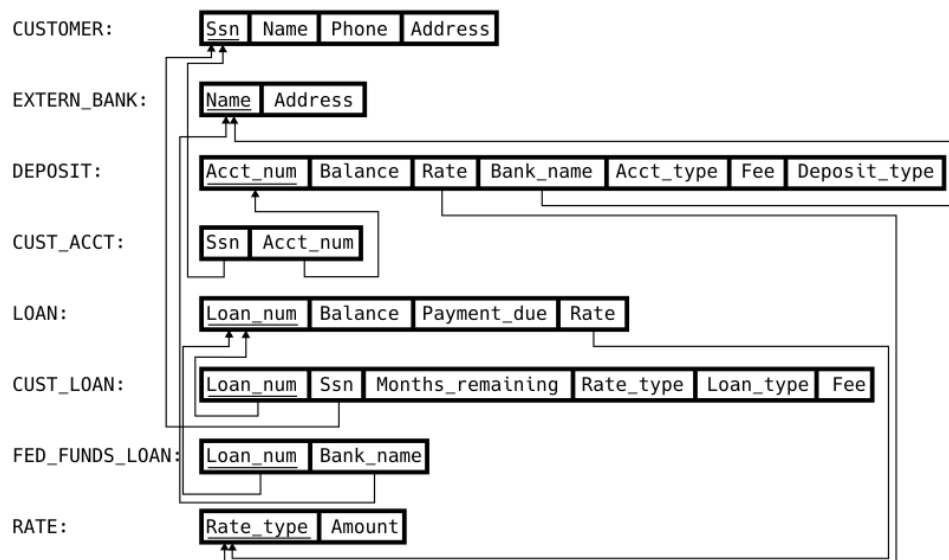 CUSTOMER: Ssn Name Phone Address
EXTERN_BANK: Name Address
DEPOSIT: Acct_num Balance Rate Bank_name Acct_type Fee Deposit_type
CUST_ACCT: Ssn Acct_num
LOAN: Loan_num Balance Payment_due Rate
CUST_LOAN: Loan_num Ssn Months_remaining Rate_type Loan_type Fee
FED_FUNDS_LOAN: Loan_num Bank_name
RATE: Rate_type Amount